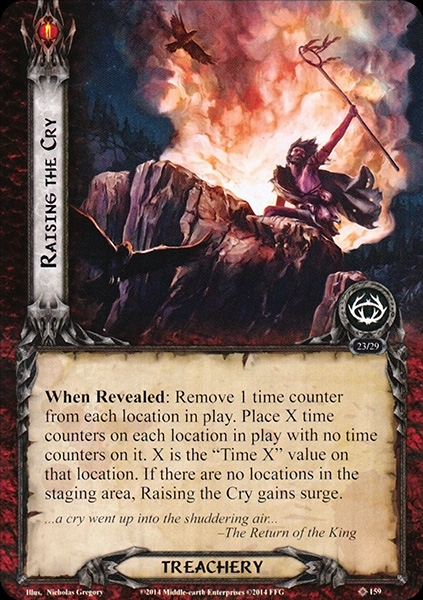 RAISING THE CRY
23/29
When Revealed: Remove 1 time counter
from each location in play. Place X time
counters on each location in play with no time
counters on it. X is the “Time X” value on
that location. If there are no locations in the
staging area, Raising the Cry gains surge.
...a cry went up into the shuddering air...
–The Return of the King
TREACHERY
Illus. Nicholas Gregory
©2014 Middle-earth Enterprises ©2014 FFG
159